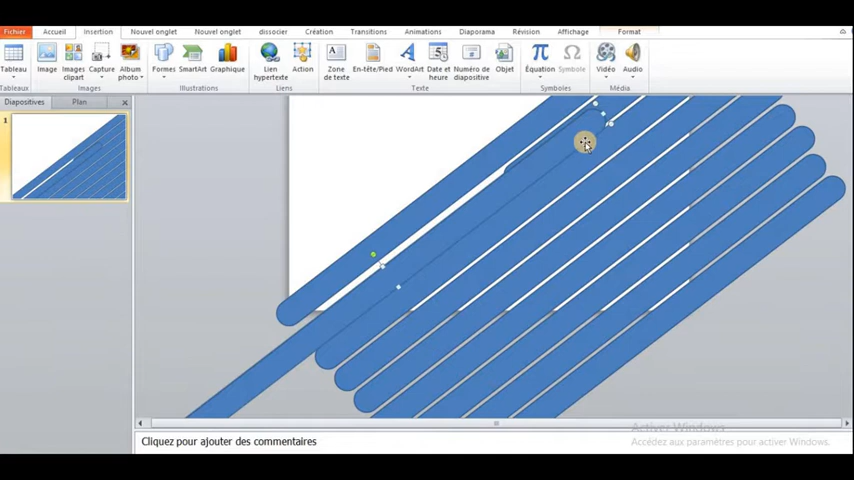 Fichier Accueil Insertion Nouvel onglet Nouvel onglet dissocier Création Transitions Animations Diaporama Révision Affichage Format
Tableau Image Images clipart Capture Album photo Formes SmartArt Graphique Lien hypertexte Action Zone de texte En-tête/Pied WordArt Date et heure 5 Numéro de diapositive # Objet Équation π Symbole Ω Vidéo Audio
Tableaux Images Illustrations Liens Texte Symboles Média
Diapositives Plan
1
Activer Windows
Cliquez pour ajouter des commentaires
Accédez aux paramètres pour activer Windows.